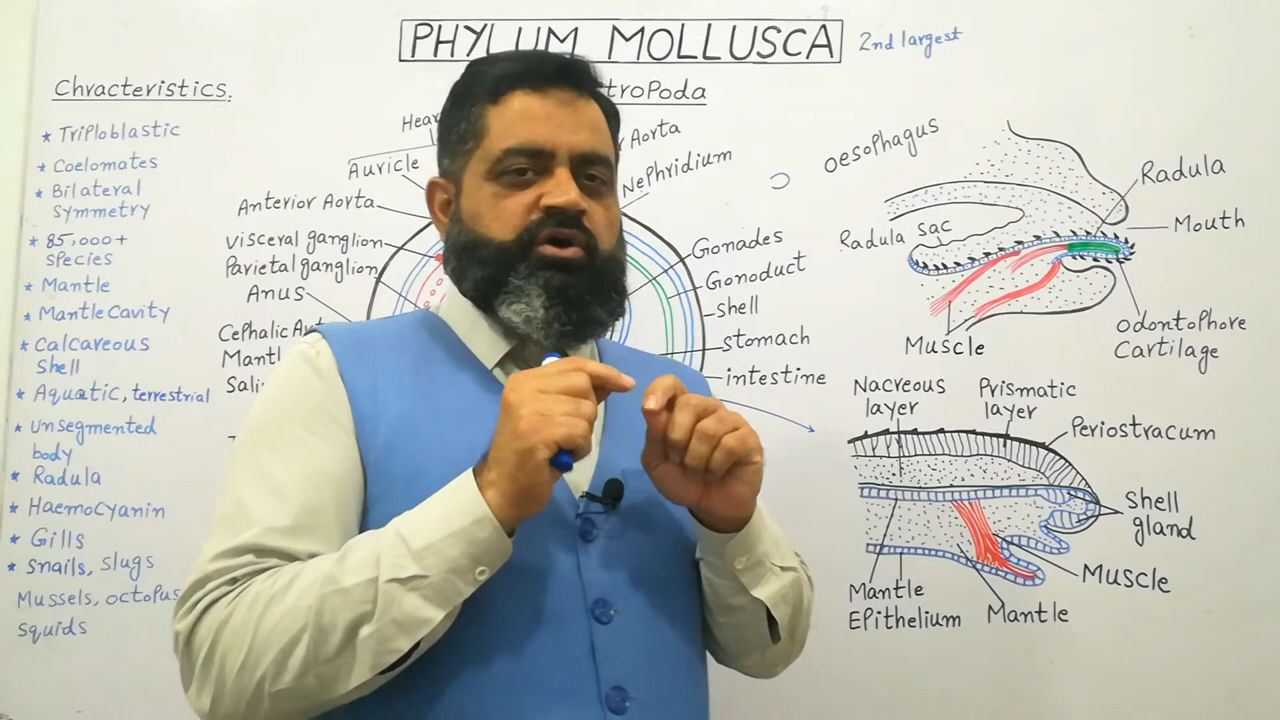 PHYLUM MOLLUSCA 2nd largest
Chracteristics.
* Triploblastic
* Coelomates
* Bilateral
symmetry
* 85,000+
species
* Mantle
* Mantle Cavity
* Calcareous
shell
* Aquatic, terrestrial
* unsegmented
body
* Radula
* Haemocyanin
* Gills
* Snails, slugs
Mussels, octopus
squids
troPoda
Auricle
Anterior Aorta
visceral ganglion
Parietal ganglion
Anus
Cephalic
Aorta
Nephridium
Gonades
Gonoduct
shell
stomach
intestine
oesophagus
Radula
Radula sac
Mouth
Muscle
Odontophore
Cartilage
Nacreous
layer
Prismatic
layer
Periostracum
Shell
gland
Muscle
Mantle
Epithelium
Mantle